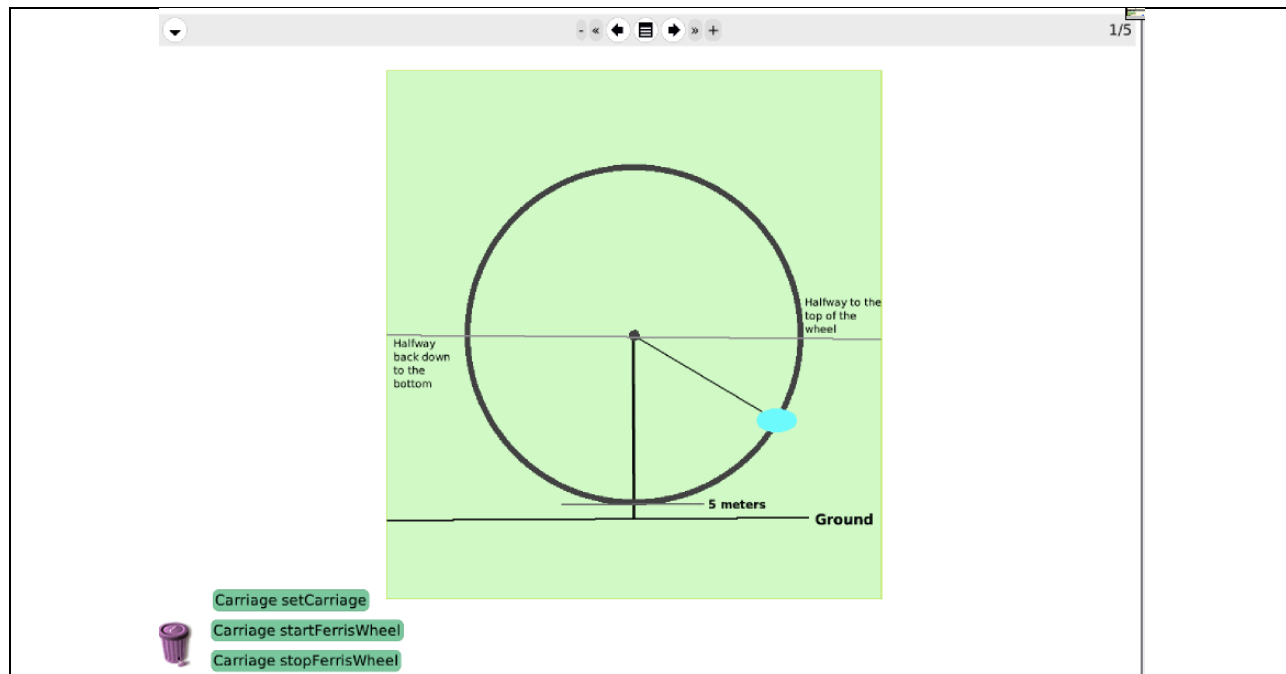 - « » +
1/5
Halfway to the
top of the
wheel
Halfway
back down
to the
bottom
5 meters
Ground
Carriage setCarriage
Carriage startFerrisWheel
Carriage stopFerrisWheel